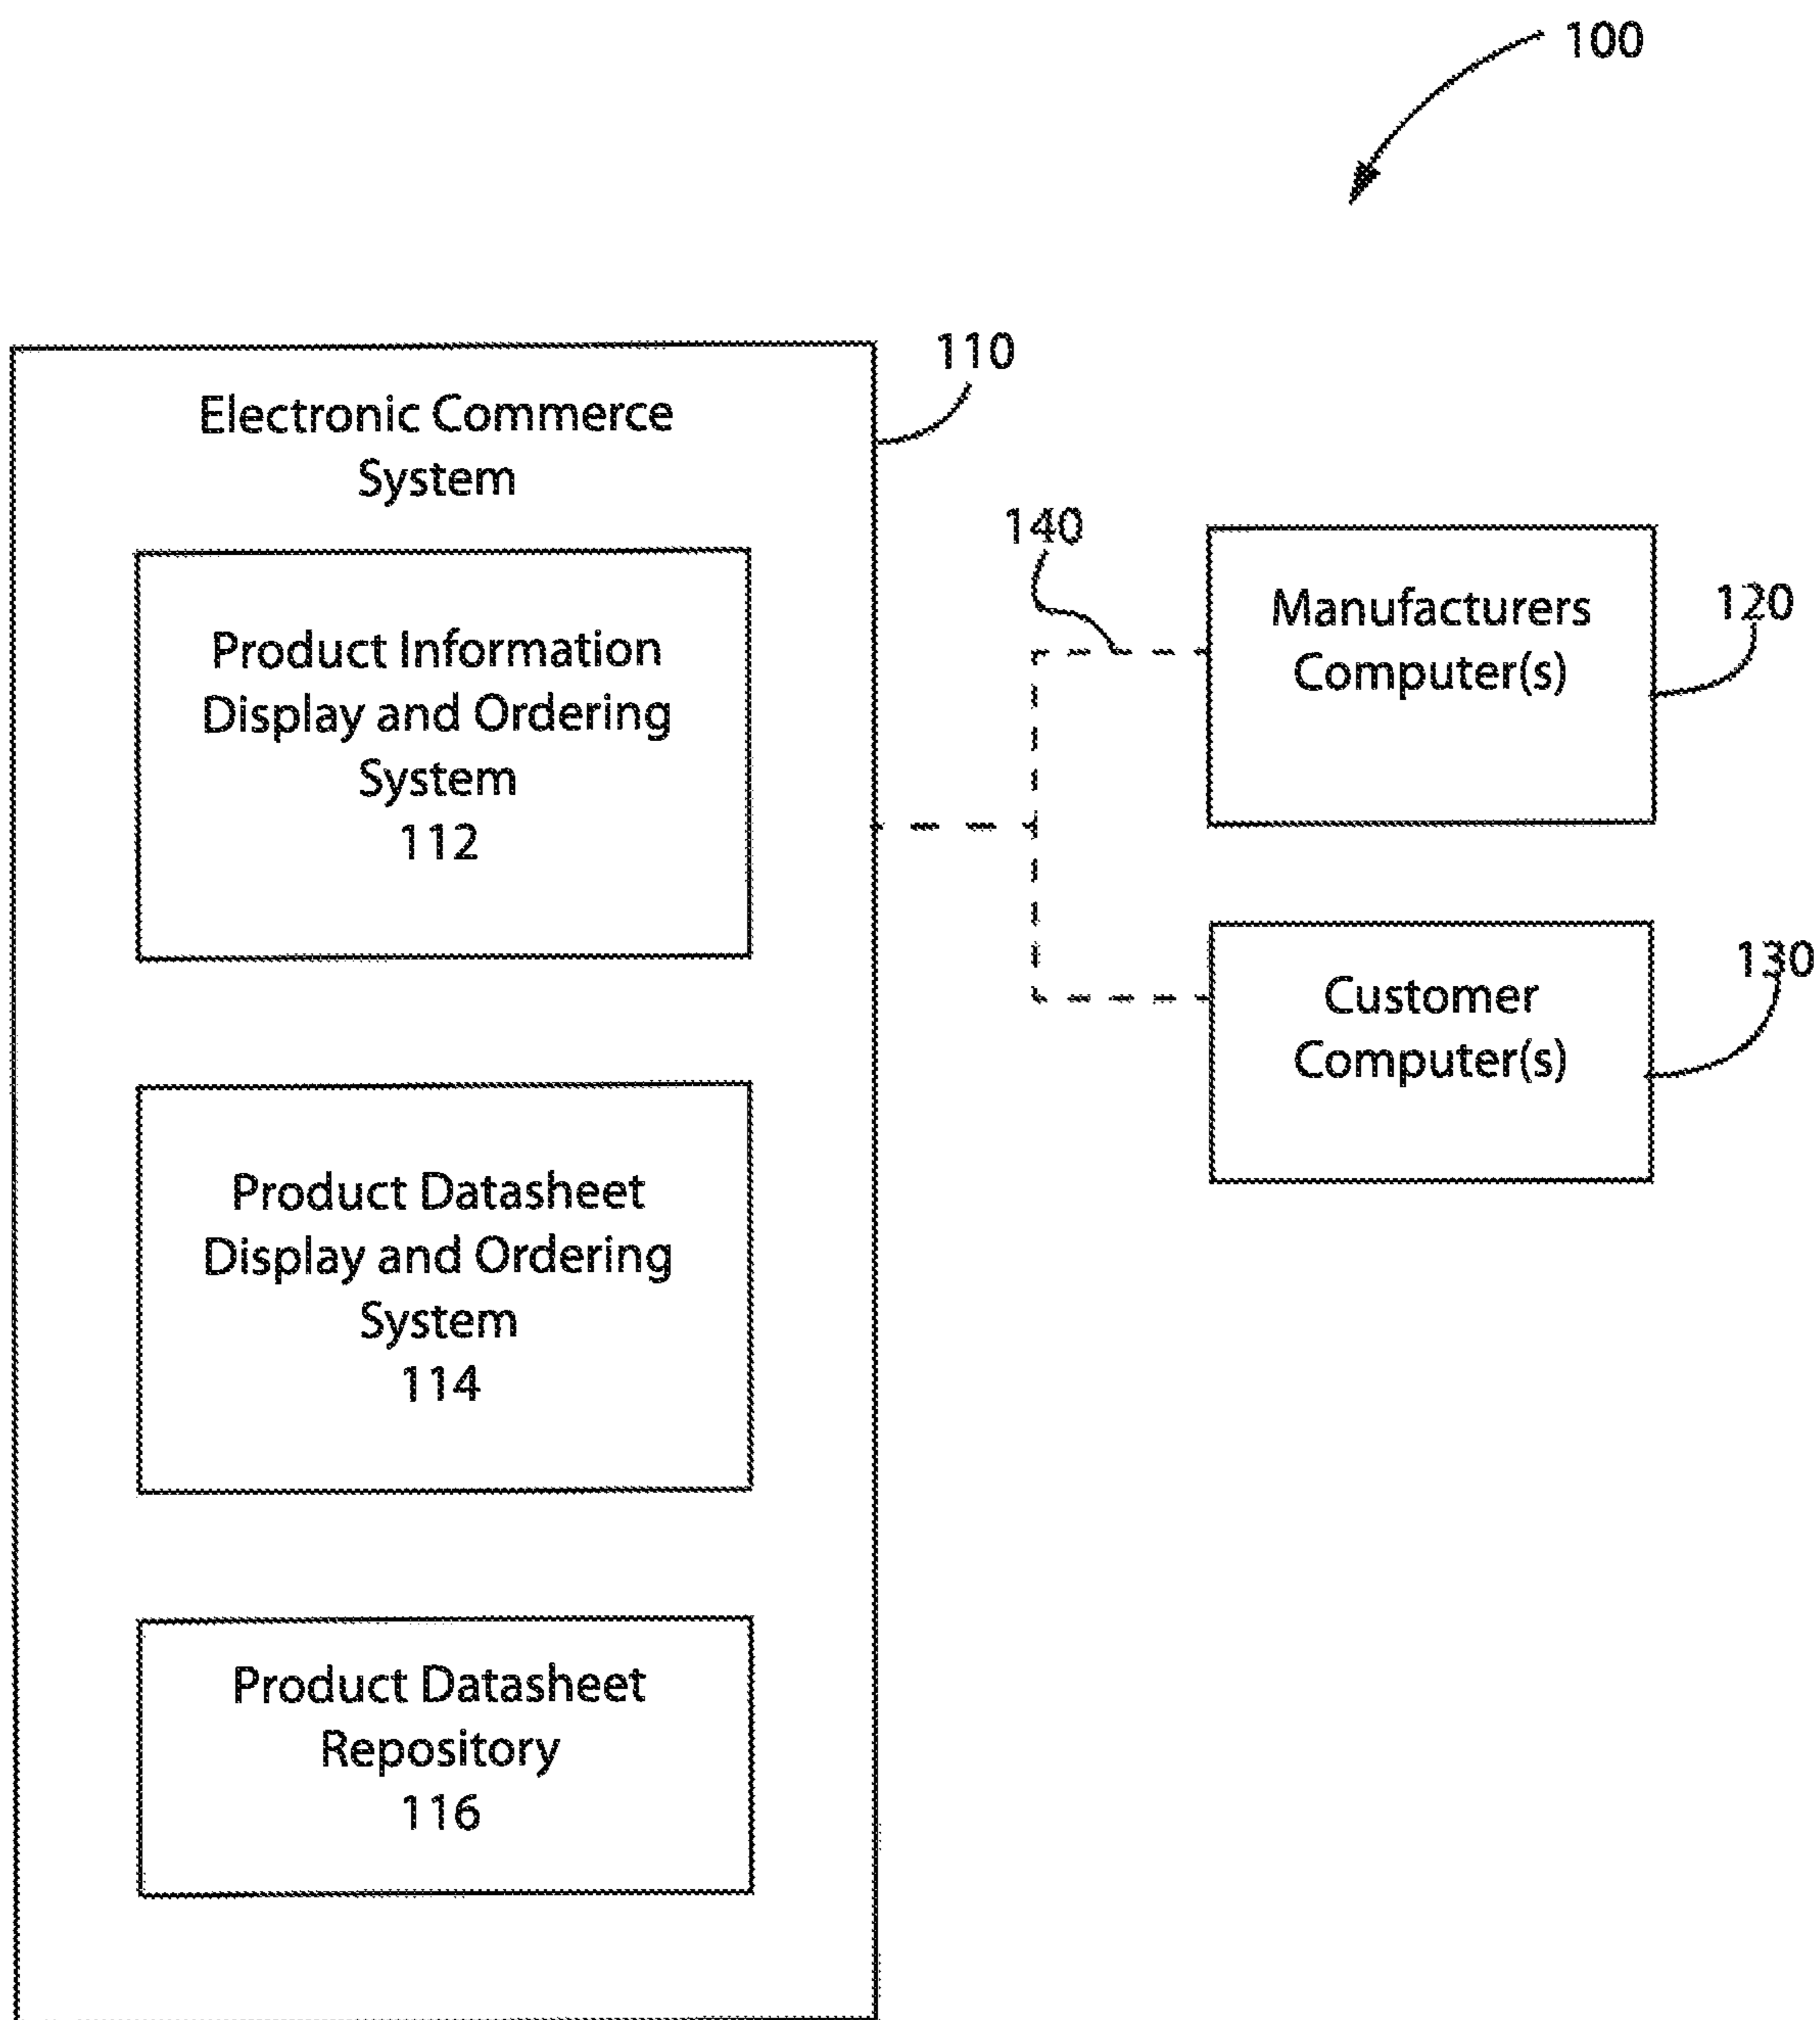 100
110
Electronic Commerce
System
Product Information
Display and Ordering
System
112
Product Datasheet
Display and Ordering
System
114
Product Datasheet
Repository
116
140
Manufacturers
Computer(s)
120
Customer
Computer(s)
130